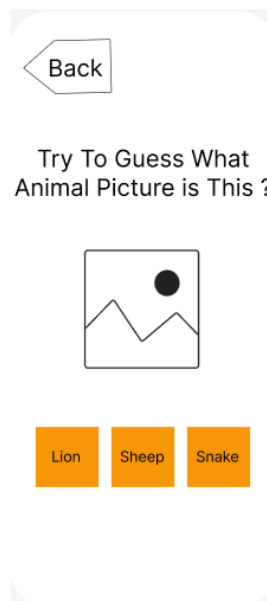 Back
Try To Guess What
Animal Picture is This ?
Lion
Sheep
Snake